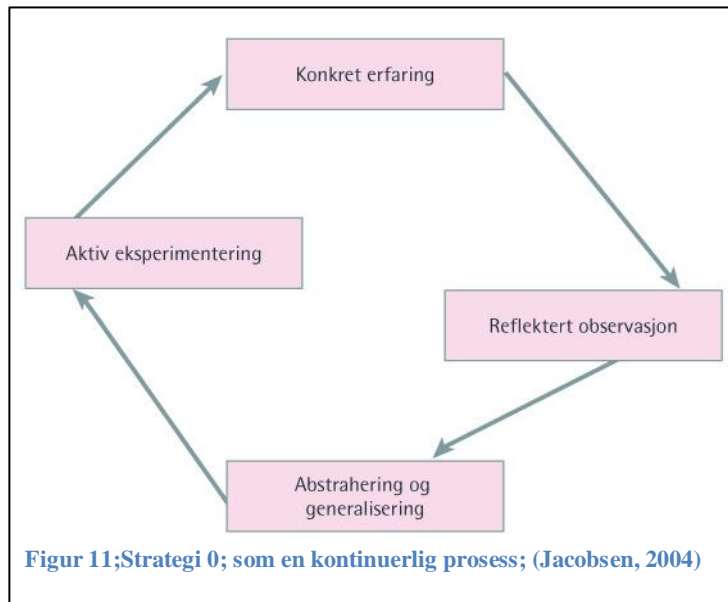 Konkret erfaring
Aktiv eksperimentering
Reflektert observasjon
Abstrahering og
generalisering
Figur 11;Strategi 0; som en kontinuerlig prosess; (Jacobsen, 2004)